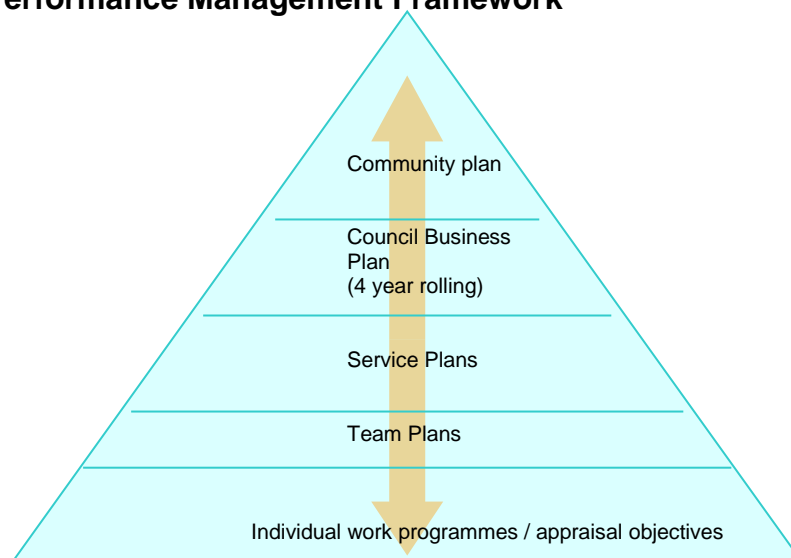 erformance Management Framework
Community plan
Council Business
Plan
(4 year rolling)
Service Plans
Team Plans
Individual work programmes / appraisal objectives